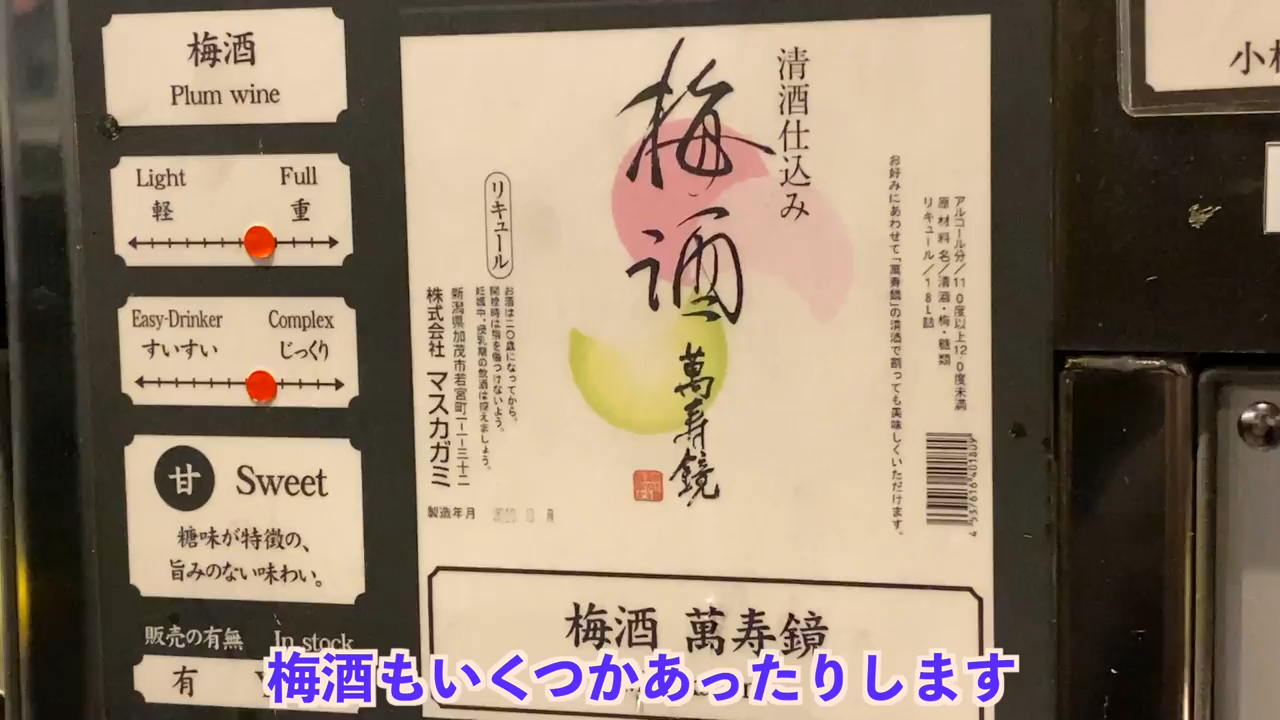 梅酒
Plum wine
Light
Full
軽
重
Easy-Drinker
Complex
すいすい
じっくり
甘
Sweet
糖味が特徴の、
旨みのない味わい。
販売の有無
In stock
有
清酒仕込み
梅酒
萬寿鏡
アルコール分/11.0度以上12.0度未満
原材料名/清酒・梅・糖類
リキュール/1.8L詰
お好みにあわせて「萬寿鏡」の清酒で割っても美味しくいただけます。
4 537616 401809
リキュール
お酒は二〇歳になってから。
開栓時は指を傷つけないよう。
妊娠中・授乳期の飲酒は控えましょう。
新潟県加茂市若宮町一-一-三十二
株式会社 マスカガミ
製造年月
梅酒 萬寿鏡
小
梅酒もいくつかあったりします